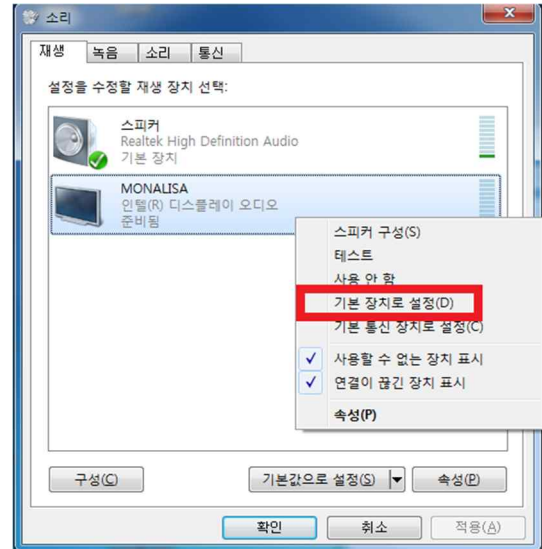 소리
재생 녹음 소리 통신
설정을 수정할 재생 장치 선택:
스피커
Realtek High Definition Audio
기본 장치
MONALISA
인텔(R) 디스플레이 오디오
준비됨
스피커 구성(S)
테스트
사용 안 함
기본 장치로 설정(D)
기본 통신 장치로 설정(C)
사용할 수 없는 장치 표시
연결이 끊긴 장치 표시
속성(P)
구성(C) 기본값으로 설정(S) 속성(P)
확인 취소 적용(A)